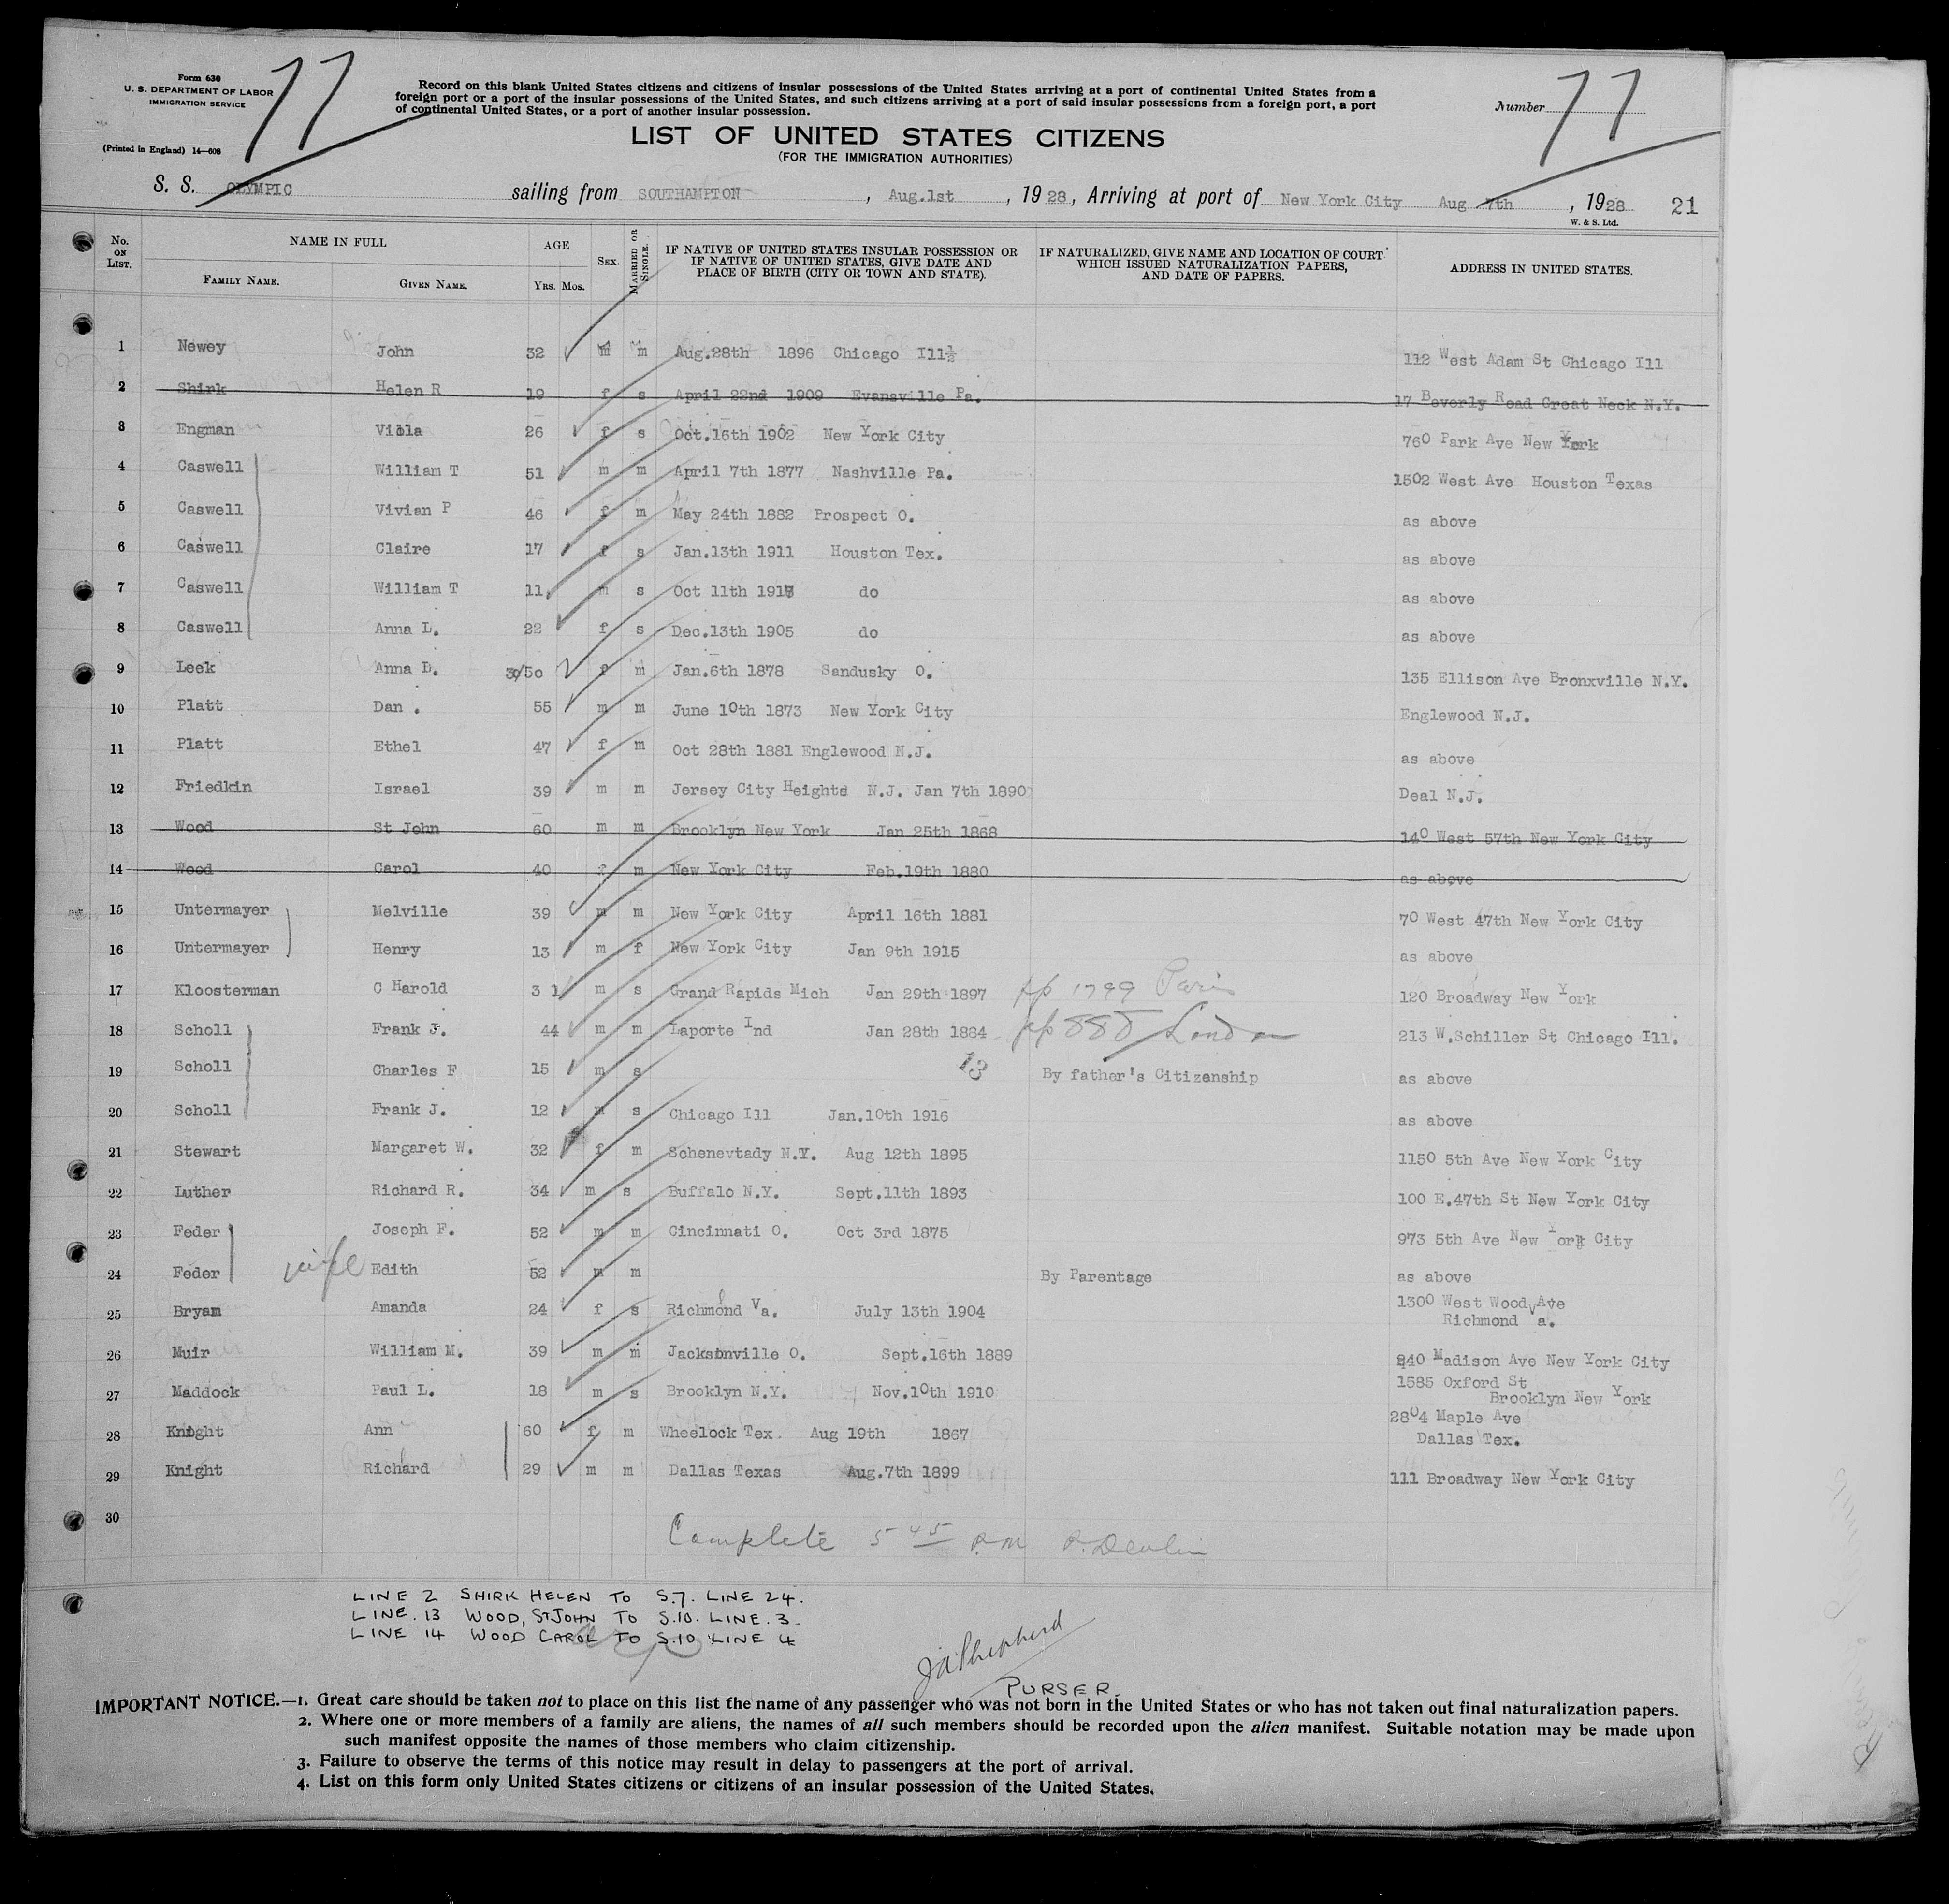 Form 630
U. S. DEPARTMENT OF LABOR
IMMIGRATION SERVICE
(Printed in England) 14—608
77
Record on this blank United States citizens and citizens of insular possessions of the United States arriving at a port of continental United States from a
foreign port or a port of the insular possessions of the United States, and such citizens arriving at a port of said insular possessions from a foreign port, a port
of continental United States, or a port of another insular possession.
Number 77
LIST OF UNITED STATES CITIZENS
(FOR THE IMMIGRATION AUTHORITIES)
S. S. OLYMPIC sailing from SOUTHAMPTON, Aug.1st, 1928, Arriving at port of New York City Aug 7th, 1928 21
W. & S. Ltd.
No. ON LIST. NAME IN FULL FAMILY NAME. GIVEN NAME. AGE YRS. MOS. SEX. MARRIED OR SINGLE. IF NATIVE OF UNITED STATES INSULAR POSSESSION OR IF NATIVE OF UNITED STATES, GIVE DATE AND PLACE OF BIRTH (CITY OR TOWN AND STATE). IF NATURALIZED, GIVE NAME AND LOCATION OF COURT WHICH ISSUED NATURALIZATION PAPERS, AND DATE OF PAPERS. ADDRESS IN UNITED STATES.
1 Newey John 32 m m Aug.28th 1896 Chicago Ill 112 West Adam St Chicago Ill
2 Shirk Helen R 19 f s April 22nd 1909 Evansville Pa. 17 Beverly Road Great Neck N.Y.
3 Engman 26 f s Oct.16th 1902 New York City 760 Park Ave New York
4 Caswell William T 51 m m April 7th 1877 Nashville Pa. 1502 West Ave Houston Texas
5 Caswell Vivian P 46 f m May 24th 1882 Prospect O. as above
6 Caswell Claire 17 f s Jan.13th 1911 Houston Tex. as above
7 Caswell William T 11 m s Oct 11th 1917 do as above
8 Caswell Anna L. 22 f s Dec.13th 1905 do as above
9 Leek Anna D. 50 f m Jan.6th 1878 Sandusky O. 135 Ellison Ave Bronxville N.Y.
10 Platt Dan . 55 m m June 10th 1873 New York City Englewood N.J.
11 Platt Ethel 47 f m Oct 28th 1881 Englewood N.J. as above
12 Friedkin Israel 39 m m Jersey City Heights N.J. Jan 7th 1890 Deal N.J.
13 Wood St John 60 m m Brooklyn New York Jan 25th 1868 140 West 57th New York City
14 Wood Carol 40 f m New York City Feb.19th 1880 as above
15 Untermayer Melville 39 m m New York City April 16th 1881 70 West 47th New York City
16 Untermayer Henry 13 m f New York City Jan 9th 1915 as above
17 Kloosterman C Harold 31 m s Grand Rapids Mich Jan 29th 1897 pp 1799 Paris 120 Broadway New York
18 Scholl Frank J. 44 m m Laporte Ind Jan 28th 1884 pp 885 London 213 W.Schiller St Chicago Ill.
19 Scholl Charles F 15 m s 13 By father's Citizenship as above
20 Scholl Frank J. 12 m s Chicago Ill Jan.10th 1916 as above
21 Stewart Margaret W. 32 f m Schenevtady N.Y. Aug 12th 1895 1150 5th Ave New York City
22 Luther Richard R. 34 m s Buffalo N.Y. Sept.11th 1893 100 E.47th St New York City
23 Feder Joseph F. 52 m m Cincinnati O. Oct 3rd 1875 973 5th Ave New York City
24 Feder wife Edith 52 m m By Parentage as above
25 Bryan Amanda 24 f s Richmond Va. July 13th 1904 1300 West Wood Ave
Richmond Va.
26 Muir William M. 39 m m Jacksonville O. Sept.16th 1889 940 Madison Ave New York City
27 Maddock Paul L. 18 m s Brooklyn N.Y. Nov.10th 1910 1585 Oxford St
Brooklyn New York
28 Knight Ann 60 f m Wheelock Tex. Aug 19th 1867 2804 Maple Ave
Dallas Tex.
29 Knight Richard 29 m m Dallas Texas Aug.7th 1899 111 Broadway New York City
30
Complete 5 45 P.M P. Devlin
LINE 2 SHIRK HELEN TO S.7. LINE 24.
LINE. 13 WOOD, ST JOHN TO S.10. LINE. 3.
LINE 14 WOOD CAROL TO S.10 LINE 4
J A Shepherd
PURSER.
IMPORTANT NOTICE.—1. Great care should be taken not to place on this list the name of any passenger who was not born in the United States or who has not taken out final naturalization papers.
2. Where one or more members of a family are aliens, the names of all such members should be recorded upon the alien manifest. Suitable notation may be made upon
such manifest opposite the names of those members who claim citizenship.
3. Failure to observe the terms of this notice may result in delay to passengers at the port of arrival.
4. List on this form only United States citizens or citizens of an insular possession of the United States.